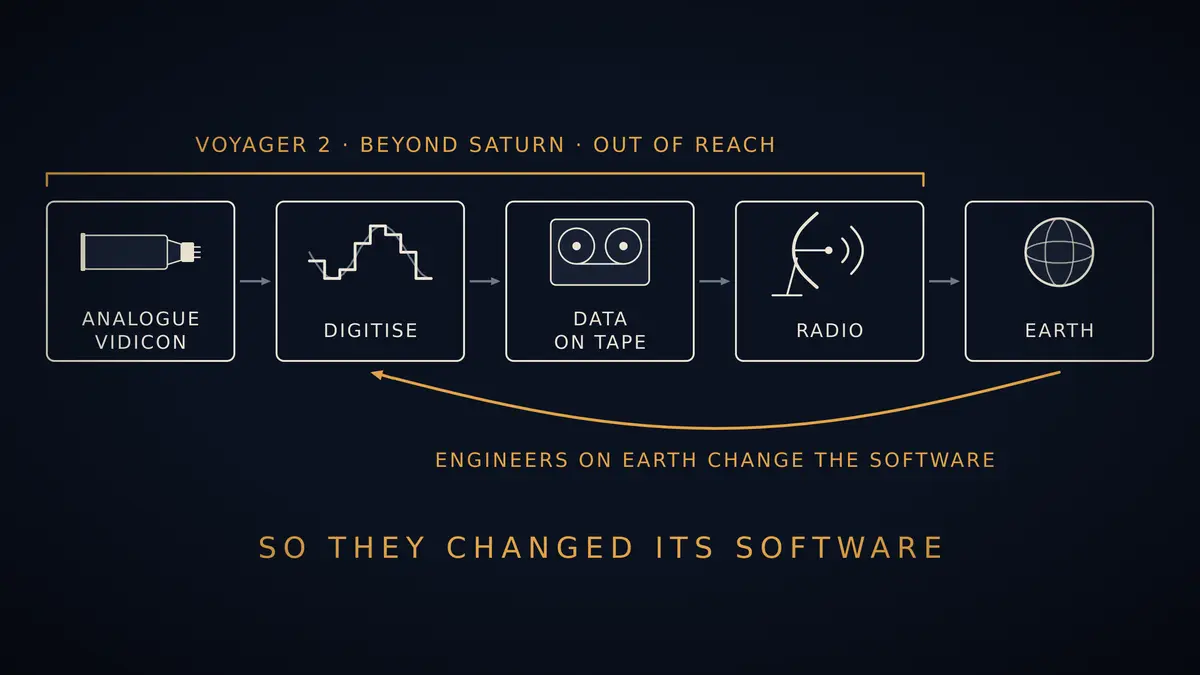 VOYAGER 2 · BEYOND SATURN · OUT OF REACH
ANALOGUE
VIDICON
DIGITISE
DATA
ON TAPE
RADIO
EARTH
ENGINEERS ON EARTH CHANGE THE SOFTWARE
SO THEY CHANGED ITS SOFTWARE